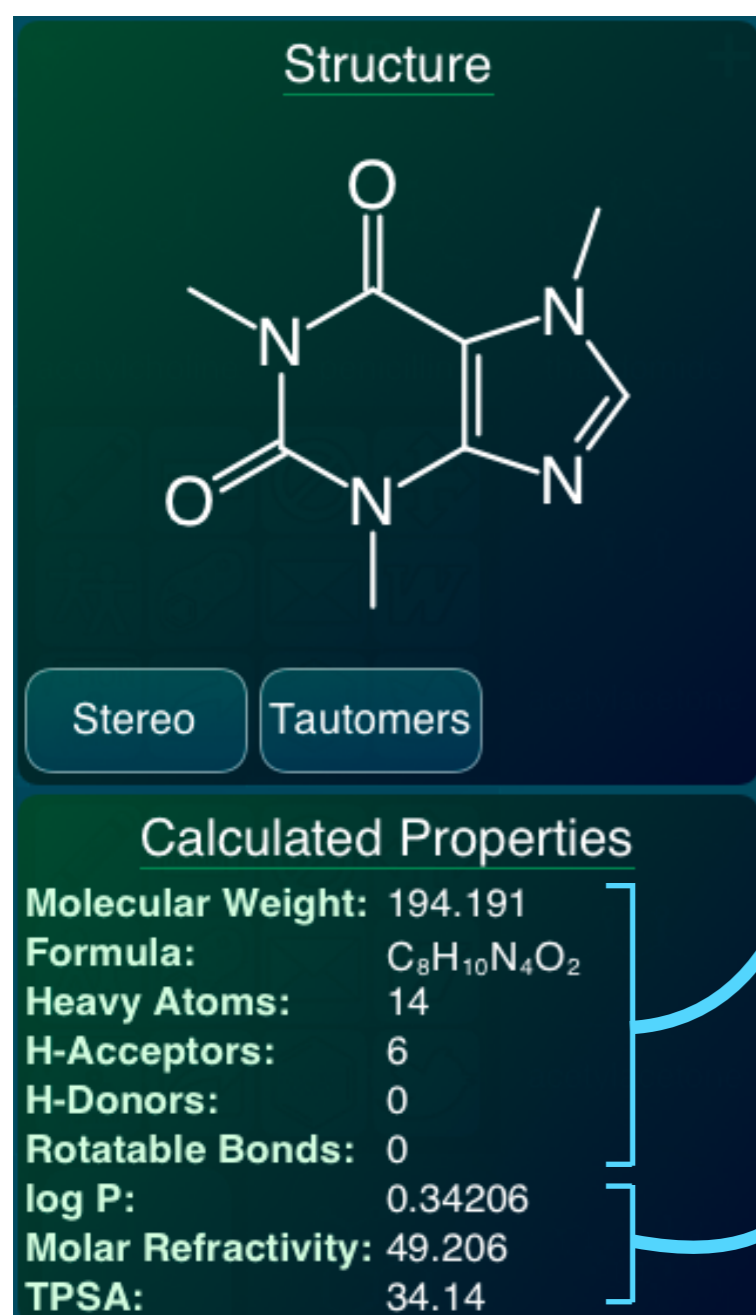 Structure
O
N
N
O
N
N
Stereo Tautomers
Calculated Properties
Molecular Weight: 194.191
Formula: C₈H₁₀N₄O₂
Heavy Atoms: 14
H-Acceptors: 6
H-Donors: 0
Rotatable Bonds: 0
log P: 0.34206
Molar Refractivity: 49.206
TPSA: 34.14